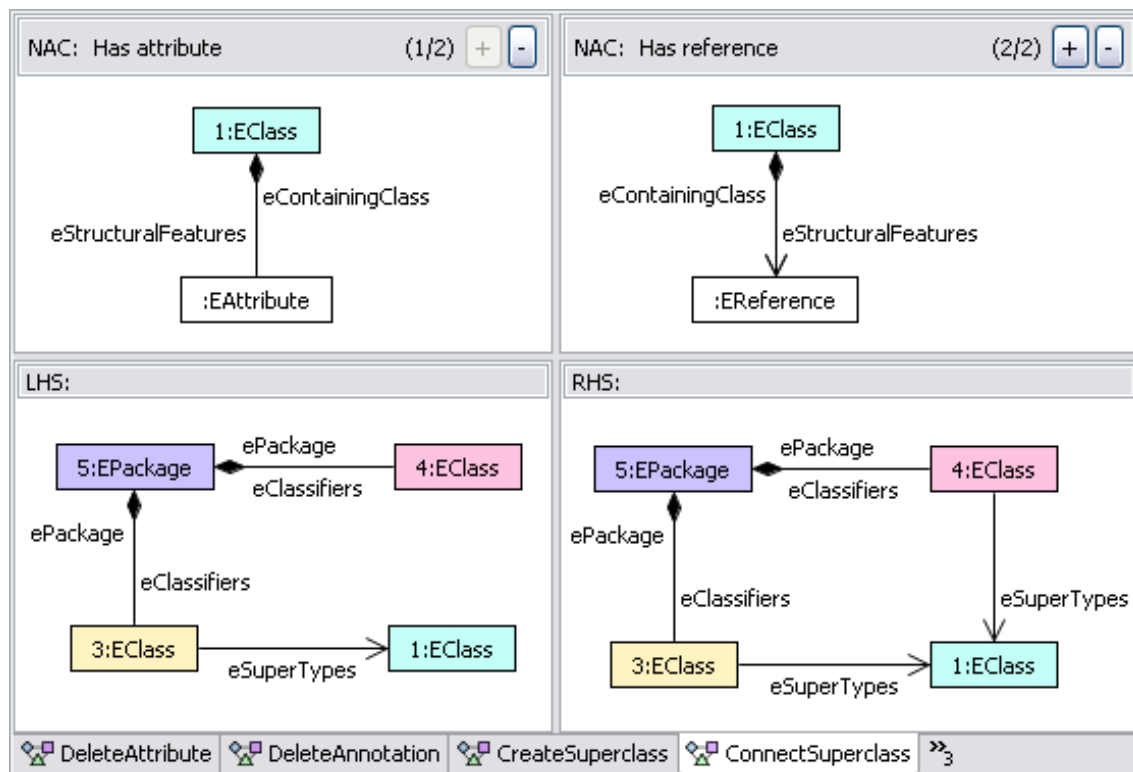 NAC: Has attribute (1/2) + -
1:EClass
eContainingClass
eStructuralFeatures
:EAttribute
NAC: Has reference (2/2) + -
1:EClass
eContainingClass
eStructuralFeatures
:EReference
LHS:
5:EPackage
ePackage
eClassifiers
4:EClass
ePackage
eClassifiers
3:EClass
eSuperTypes
1:EClass
RHS:
5:EPackage
ePackage
eClassifiers
4:EClass
ePackage
eClassifiers
eSuperTypes
3:EClass
eSuperTypes
1:EClass
DeleteAttribute DeleteAnnotation CreateSuperclass ConnectSuperclass »3